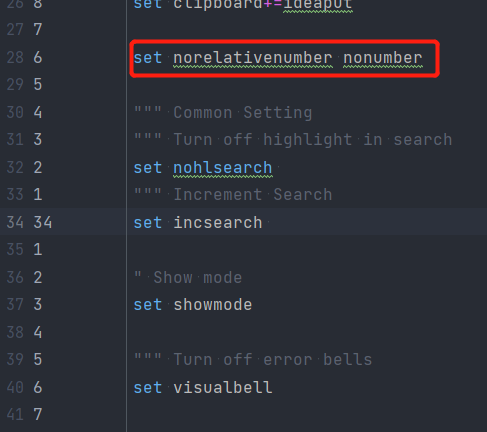 26 8 set clipboard+=ideaput
27 7
28 6 set norelativenumber nonumber
29 5
30 4 """ Common Setting
31 3 """ Turn off highlight in search
32 2 set nohlsearch
33 1 """ Increment Search
34 34 set incsearch
35 1
36 2 " Show mode
37 3 set showmode
38 4
39 5 """ Turn off error bells
40 6 set visualbell
41 7